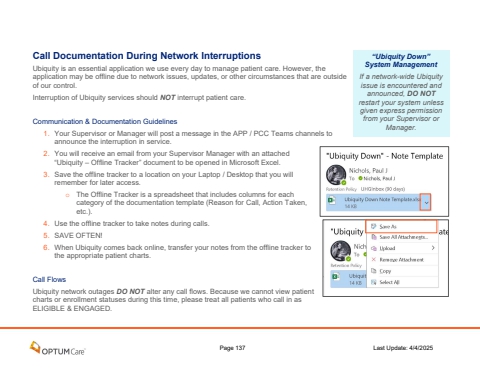 Call Documentation During Network Interruptions
Ubiquity is an essential application we use every day to manage patient care. However, the
application may be offline due to network issues, updates, or other circumstances that are outside
of our control.
Interruption of Ubiquity services should NOT interrupt patient care.
"Ubiquity Down"
System Management
If a network-wide Ubiquity
issue is encountered and
announced, DO NOT
restart your system unless
given express permission
from your Supervisor or
Manager.
Communication & Documentation Guidelines
1. Your Supervisor or Manager will post a message in the APP / PCC Teams channels to
announce the interruption in service.
2. You will receive an email from your Supervisor Manager with an attached
"Ubiquity – Offline Tracker" document to be opened in Microsoft Excel.
3. Save the offline tracker to a location on your Laptop / Desktop that you will
remember for later access.
o The Offline Tracker is a spreadsheet that includes columns for each
category of the documentation template (Reason for Call, Action Taken,
etc.).
4. Use the offline tracker to take notes during calls.
5. SAVE OFTEN!
6. When Ubiquity comes back online, transfer your notes from the offline tracker to
the appropriate patient charts.
"Ubiquity Down" - Note Template
Nichols, Paul J
To Nichols, Paul J
Retention Policy UHGInbox (90 days)
Ubiquity Down Note Template.
14 KB
"Ubiqu
ate
Nich
To
Retention Policy
Ubiqui
14 KB
Save As
Save All Attachments...
Upload
Remove Attachment
Copy
Select All
Call Flows
Ubiquity network outages DO NOT alter any call flows. Because we cannot view patient
charts or enrollment statuses during this time, please treat all patients who call in as
ELIGIBLE & ENGAGED.
OPTUM Care
Page 137
Last Update: 4/4/2025